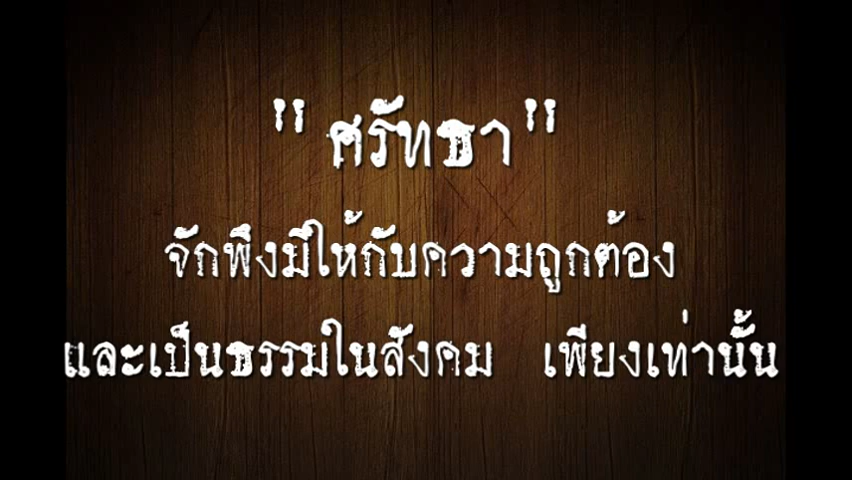 "ศรัทธา"
จักพึงมีให้กับความถูกต้อง
และเป็นธรรมในสังคม เพียงเท่านั้น